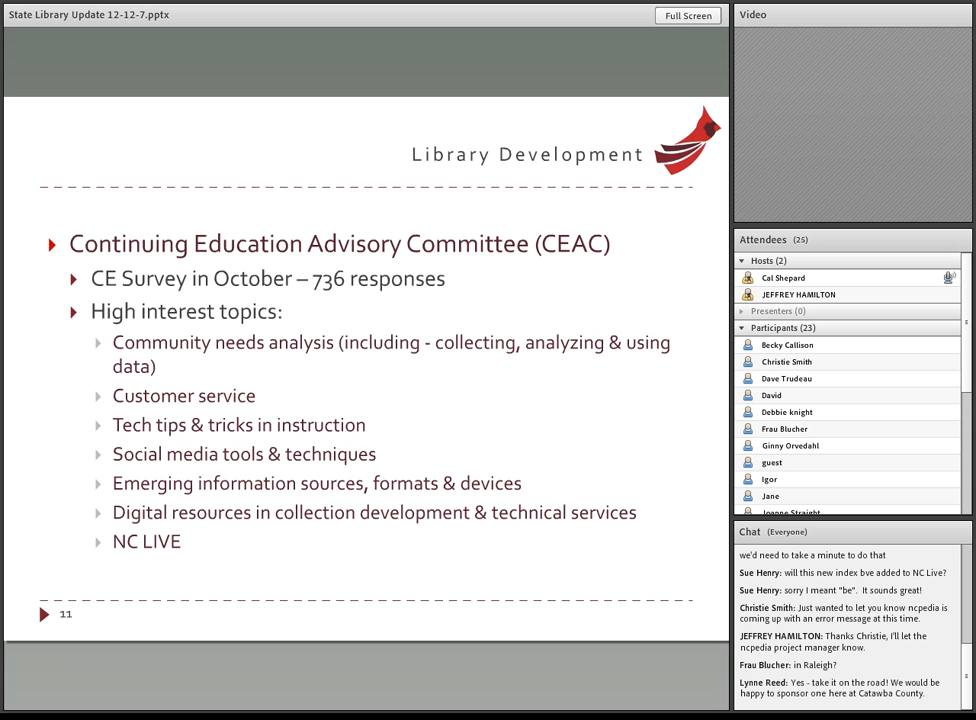 State Library Update 12-12-7.pptx
Full Screen
Library Development
Continuing Education Advisory Committee (CEAC)
CE Survey in October – 736 responses
High interest topics:
Community needs analysis (including - collecting, analyzing & using
data)
Customer service
Tech tips & tricks in instruction
Social media tools & techniques
Emerging information sources, formats & devices
Digital resources in collection development & technical services
NC LIVE
11
Video
Attendees (25)
Hosts (2)
Cal Shepard
JEFFREY HAMILTON
Presenters (0)
Participants (23)
Becky Callison
Christie Smith
Dave Trudeau
David
Debbie knight
Frau Blucher
Ginny Orvedahl
guest
Igor
Jane
Joanne Straight
Chat (Everyone)
we'd need to take a minute to do that
Sue Henry: will this new index bve added to NC Live?
Sue Henry: sorry I meant "be". It sounds great!
Christie Smith: Just wanted to let you know ncpedia is
coming up with an error message at this time.
JEFFREY HAMILTON: Thanks Christie, I'll let the
ncpedia project manager know.
Frau Blucher: in Raleigh?
Lynne Reed: Yes - take it on the road! We would be
happy to sponsor one here at Catawba County.